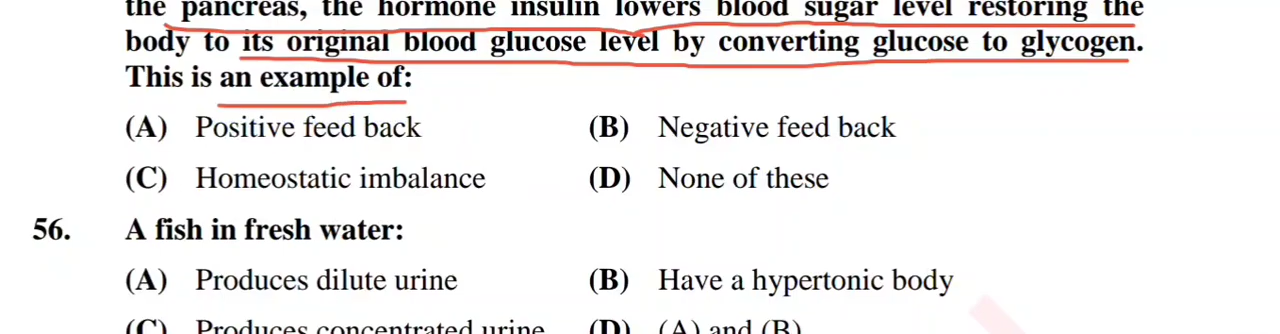 the pancreas, the hormone insulin lowers blood sugar level restoring the
body to its original blood glucose level by converting glucose to glycogen.
This is an example of:
(A) Positive feed back (B) Negative feed back
(C) Homeostatic imbalance (D) None of these
56. A fish in fresh water:
(A) Produces dilute urine (B) Have a hypertonic body
(C) Produces concentrated urine (D) (A) and (B)